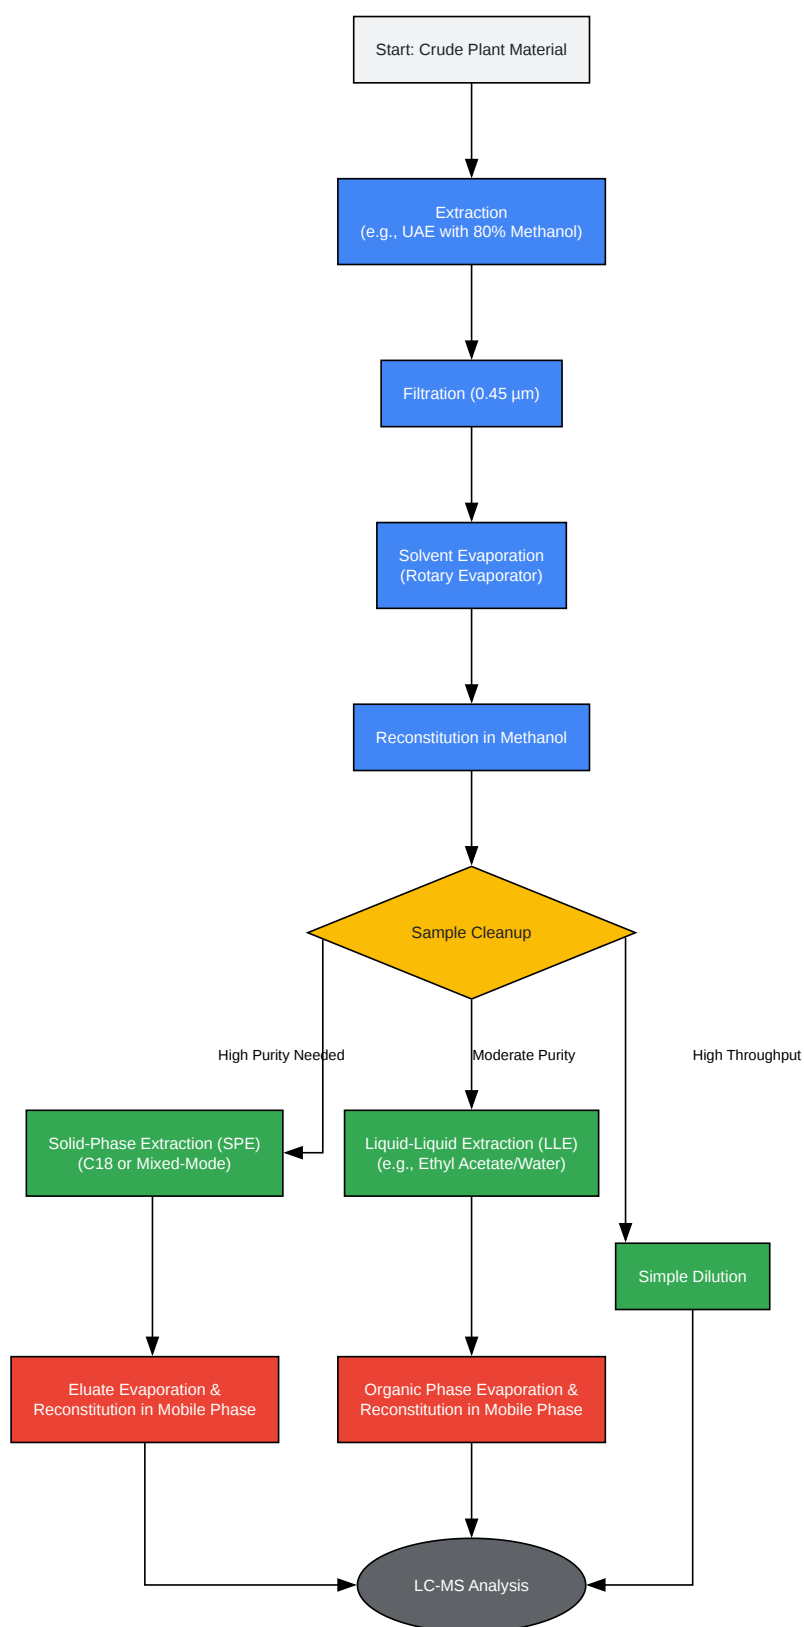 Start: Crude Plant Material
Extraction
(e.g., UAE with 80% Methanol)
Filtration (0.45 µm)
Solvent Evaporation
(Rotary Evaporator)
Reconstitution in Methanol
Sample Cleanup
High Purity Needed
Moderate Purity
High Throughput
Solid-Phase Extraction (SPE)
(C18 or Mixed-Mode)
Liquid-Liquid Extraction (LLE)
(e.g., Ethyl Acetate/Water)
Simple Dilution
Eluate Evaporation &
Reconstitution in Mobile Phase
Organic Phase Evaporation &
Reconstitution in Mobile Phase
LC-MS Analysis